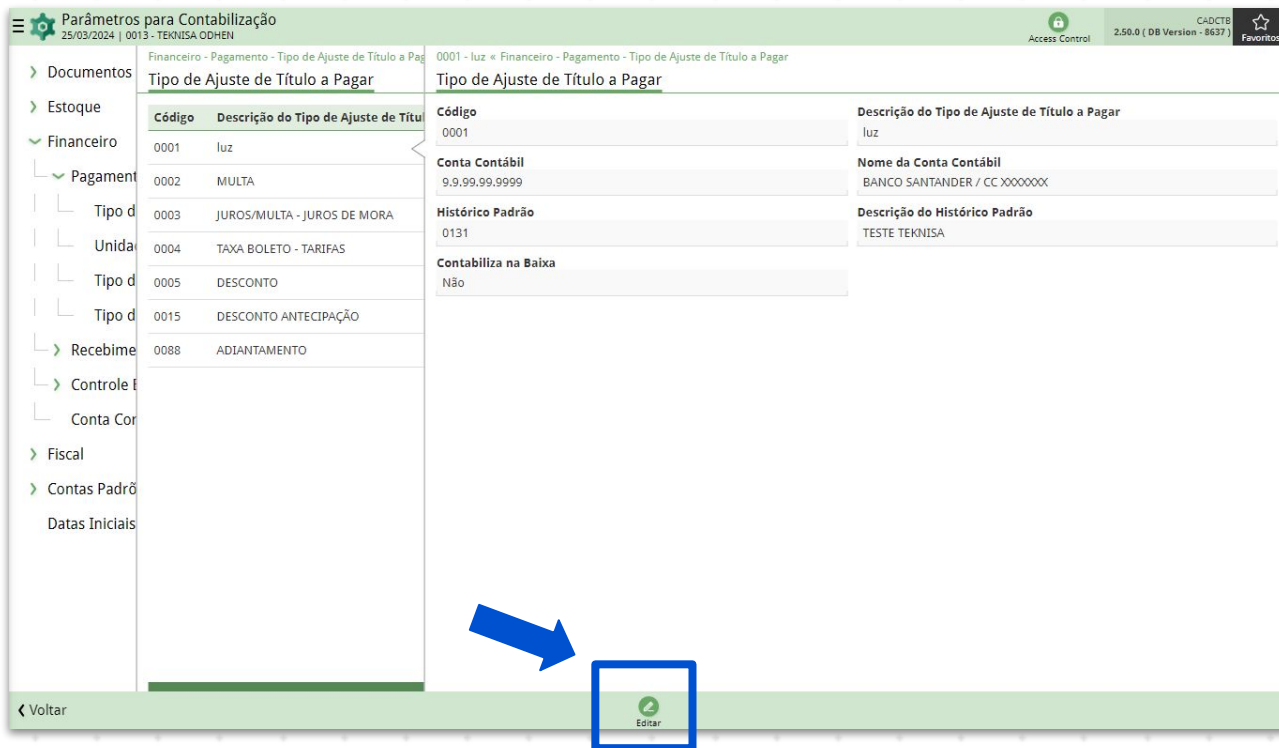 Parâmetros para Contabilização
25/03/2024 | 0013 - TEKNISA ODHEN
Access Control
CADCTB
2.50.0 ( DB Version - 8637 )
Favoritos
Documentos
Estoque
Financeiro
Pagament
Tipo d
Unida
Tipo d
Tipo d
Recebime
Controle
Conta Cor
Fiscal
Contas Padrõ
Datas Iniciais
Financeiro - Pagamento - Tipo de Ajuste de Título a Pag
Tipo de Ajuste de Título a Pagar
Código Descrição do Tipo de Ajuste de Títul
0001 luz
0002 MULTA
0003 JUROS/MULTA - JUROS DE MORA
0004 TAXA BOLETO - TARIFAS
0005 DESCONTO
0015 DESCONTO ANTECIPAÇÃO
0088 ADIANTAMENTO
0001 - luz « Financeiro - Pagamento - Tipo de Ajuste de Título a Pagar
Tipo de Ajuste de Título a Pagar
Código
0001
Descrição do Tipo de Ajuste de Título a Pagar
luz
Conta Contábil
9.9.99.99.9999
Nome da Conta Contábil
BANCO SANTANDER / CC XXXXXXX
Histórico Padrão
0131
Descrição do Histórico Padrão
TESTE TEKNISA
Contabiliza na Baixa
Não
Voltar
Editar